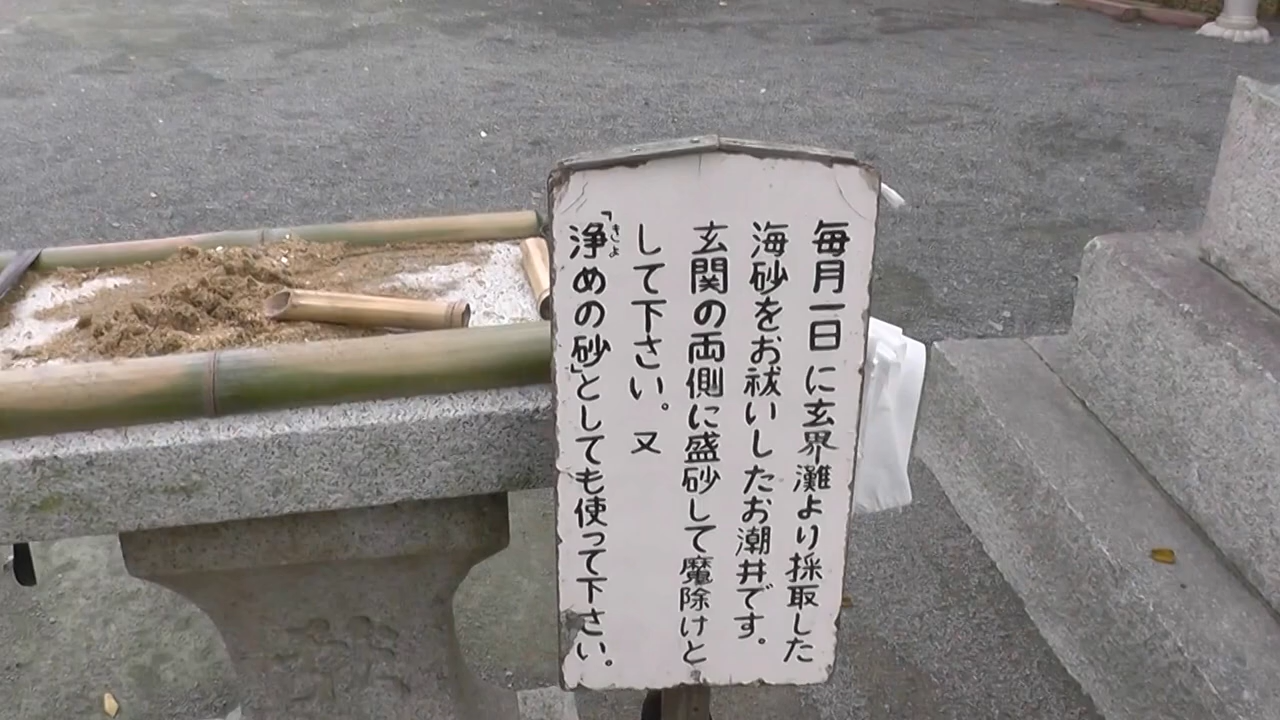 毎月一日に玄界灘より採取した
海砂をお祓いしたお潮井です。
玄関の両側に盛砂して魔除けと
して下さい。又
「浄めの砂」としても使って下さい。
きよ